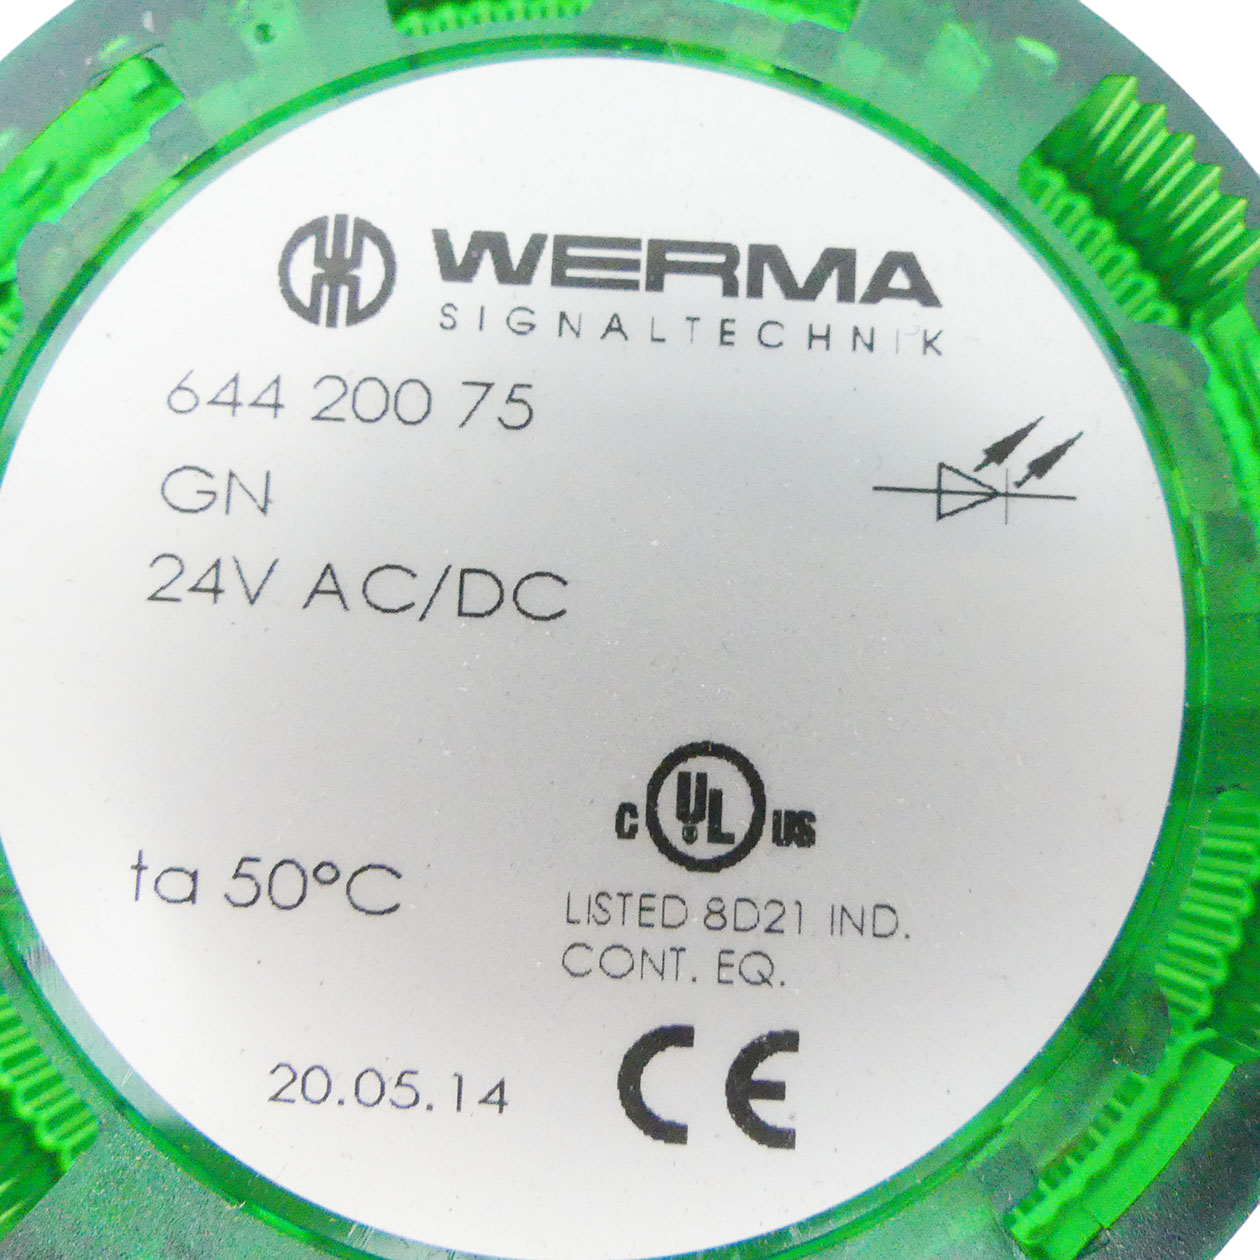 WERMA
SIGNALTECHNIK
644 200 75
GN
24V AC/DC
C UL US
ta 50°C
LISTED 8D21 IND.
CONT. EQ.
20.05.14
CE